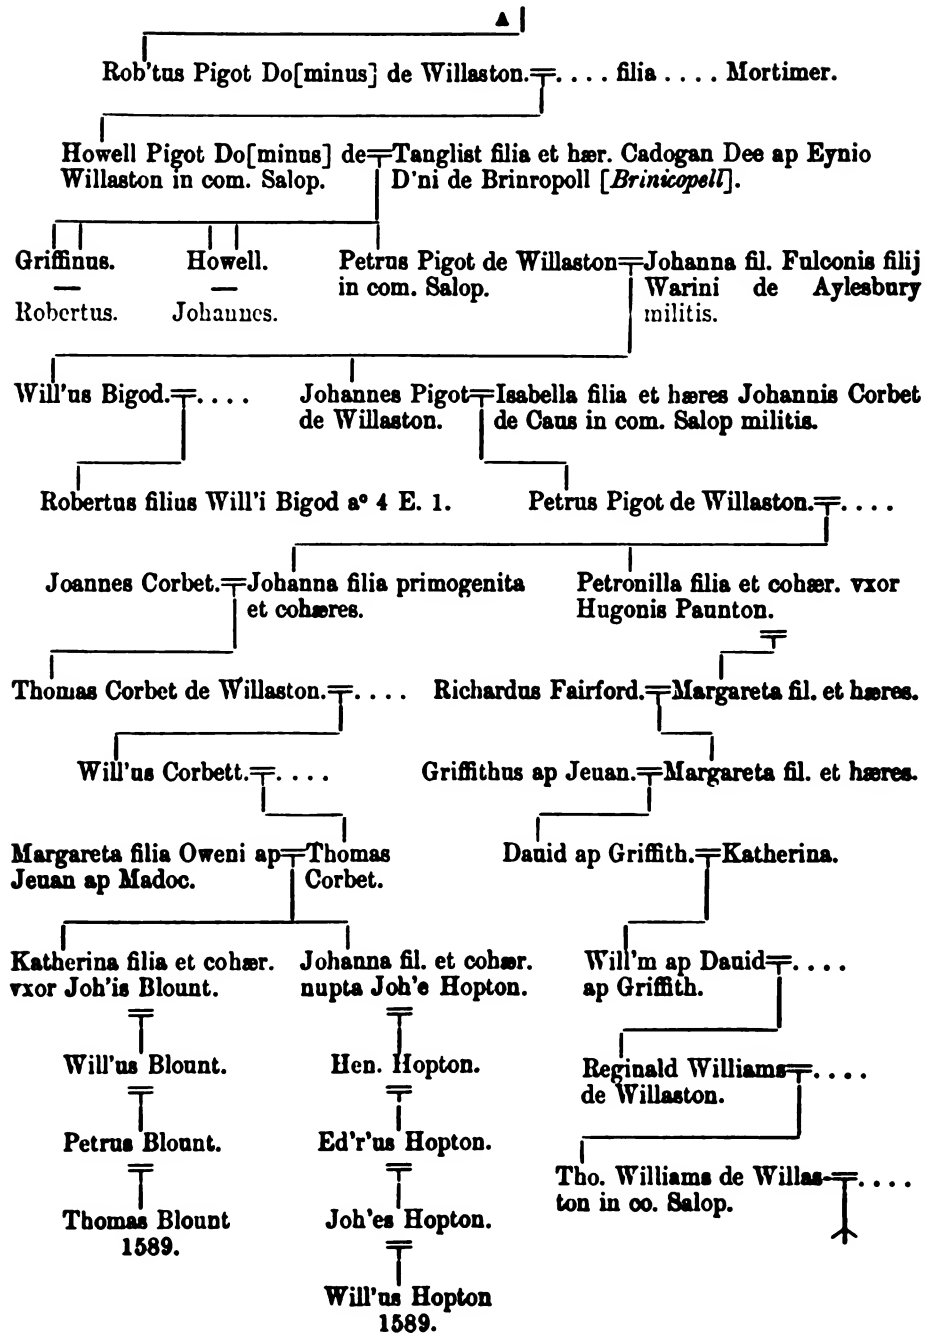 A
Rob'tus Pigot Do[minus] de Willaston.=. . . . filia . . . . Mortimer.
Howell Pigot Do[minus] de=Tanglist filia et hær. Cadogan Dee ap Eynio
Willaston in com. Salop. D'ni de Brinropoll [Brinicopell].
Griffinus. Howell. Petrus Pigot de Willaston=Johanna fil. Fulconis filij
in com. Salop. Warini de Aylesbury
Robertus. Johannes. militis.
Will'us Bigod.=. . . . Johannes Pigot=Isabella filia et hæres Johannis Corbet
de Willaston. de Caus in com. Salop militis.
Robertus filius Will'i Bigod aº 4 E. 1. Petrus Pigot de Willaston.=. . . .
Joannes Corbet.=Johanna filia primogenita Petronilla filia et cohær. vxor
et cohæres. Hugonis Paunton.
Thomas Corbet de Willaston.=. . . . Richardus Fairford.=Margareta fil. et hæres.
Will'us Corbett.=. . . . Griffithus ap Jeuan.=Margareta fil. et hæres.
Margareta filia Oweni ap=Thomas Dauid ap Griffith.=Katherina.
Jeuan ap Madoc. Corbet.
Katherina filia et cohær. Johanna fil. et cohær. Will'm ap Dauid=. . . .
vxor Joh'is Blount. nupta Joh'e Hopton. ap Griffith.
Will'us Blount. Hen. Hopton. Reginald Williams=. . . .
de Willaston.
Petrus Blount. Ed'r'us Hopton.
Tho. Williams de Willas-=. . . .
ton in co. Salop.
Thomas Blount Joh'es Hopton.
1589.
Will'us Hopton
1589.